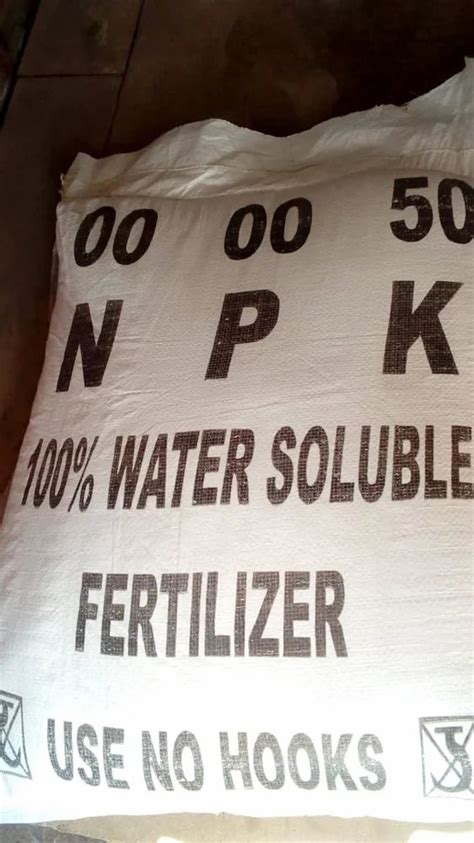 00 00 50
N P K
100% WATER SOLUBLE
FERTILIZER
USE NO HOOKS